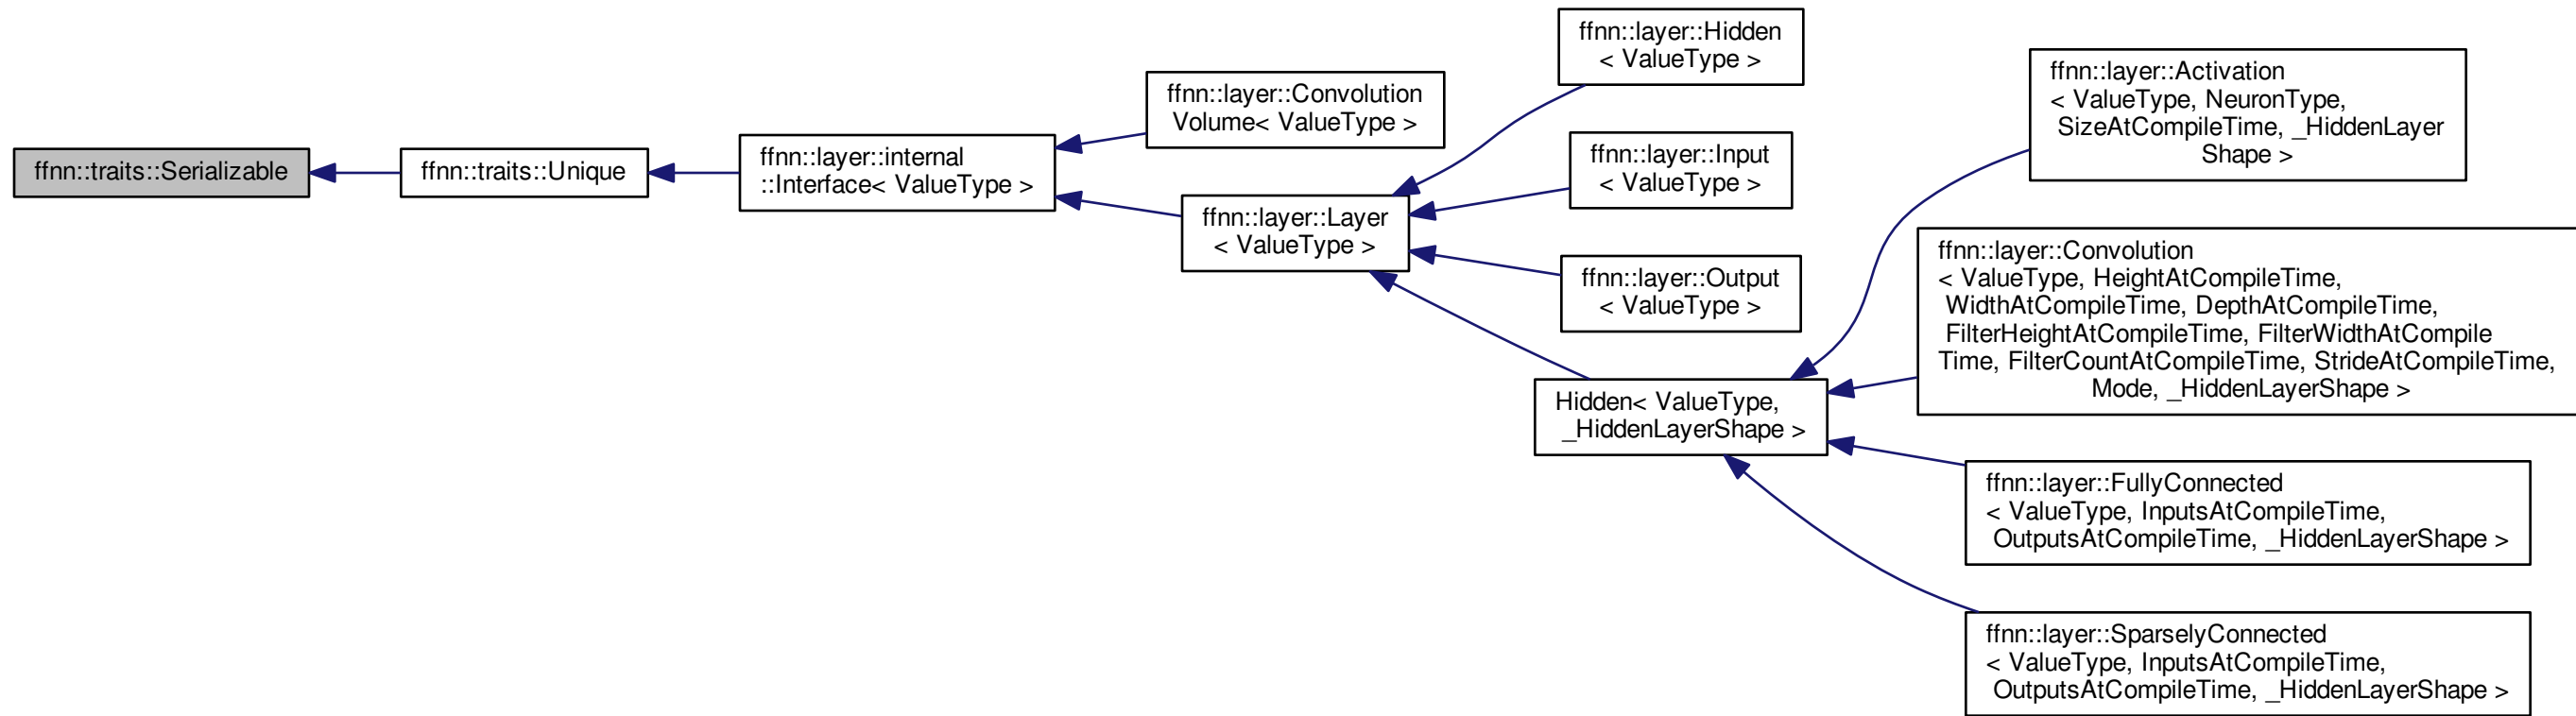 ffnn::traits::Serializable
ffnn::traits::Unique
ffnn::layer::internal
::Interface< ValueType >
ffnn::layer::Convolution
Volume< ValueType >
ffnn::layer::Layer
< ValueType >
ffnn::layer::Hidden
< ValueType >
ffnn::layer::Input
< ValueType >
ffnn::layer::Output
< ValueType >
Hidden< ValueType,
_HiddenLayerShape >
ffnn::layer::Activation
< ValueType, NeuronType,
SizeAtCompileTime, _HiddenLayer
Shape >
ffnn::layer::Convolution
< ValueType, HeightAtCompileTime,
WidthAtCompileTime, DepthAtCompileTime,
FilterHeightAtCompileTime, FilterWidthAtCompile
Time, FilterCountAtCompileTime, StrideAtCompileTime,
Mode, _HiddenLayerShape >
ffnn::layer::FullyConnected
< ValueType, InputsAtCompileTime,
OutputsAtCompileTime, _HiddenLayerShape >
ffnn::layer::SparselyConnected
< ValueType, InputsAtCompileTime,
OutputsAtCompileTime, _HiddenLayerShape >